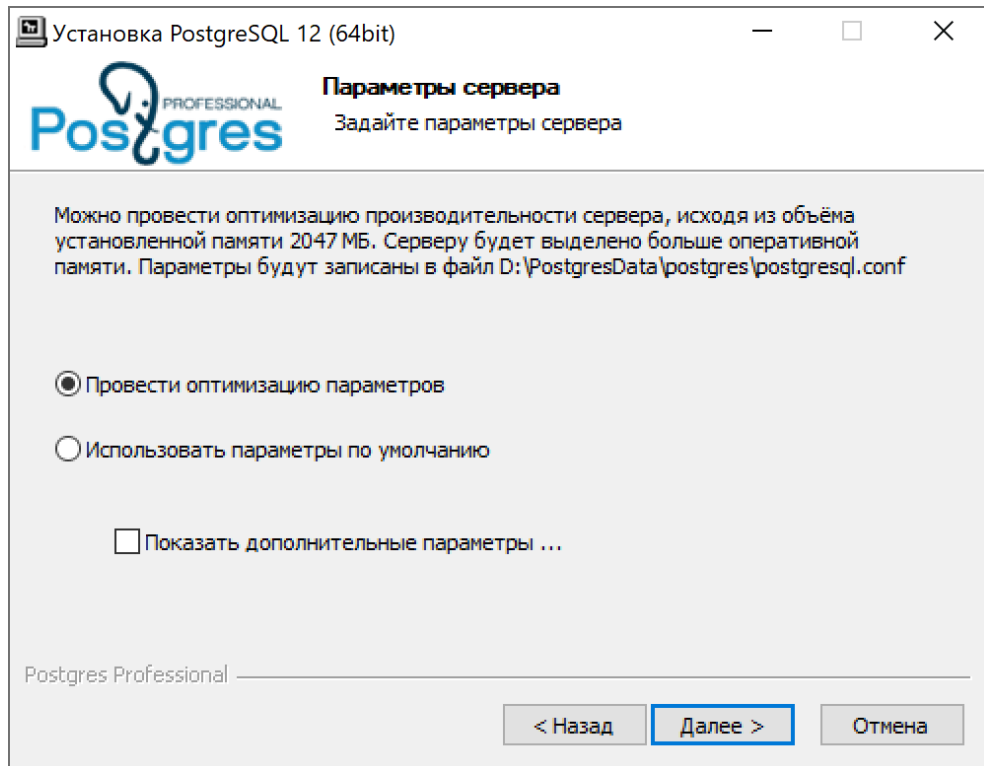 Установка PostgreSQL 12 (64bit)
PROFESSIONAL
Postgres
Параметры сервера
Задайте параметры сервера
Можно провести оптимизацию производительности сервера, исходя из объёма
установленной памяти 2047 МБ. Серверу будет выделено больше оперативной
памяти. Параметры будут записаны в файл D:\PostgresData\postgres\postgresql.conf
Провести оптимизацию параметров
Использовать параметры по умолчанию
Показать дополнительные параметры ...
Postgres Professional
< Назад
Далее >
Отмена